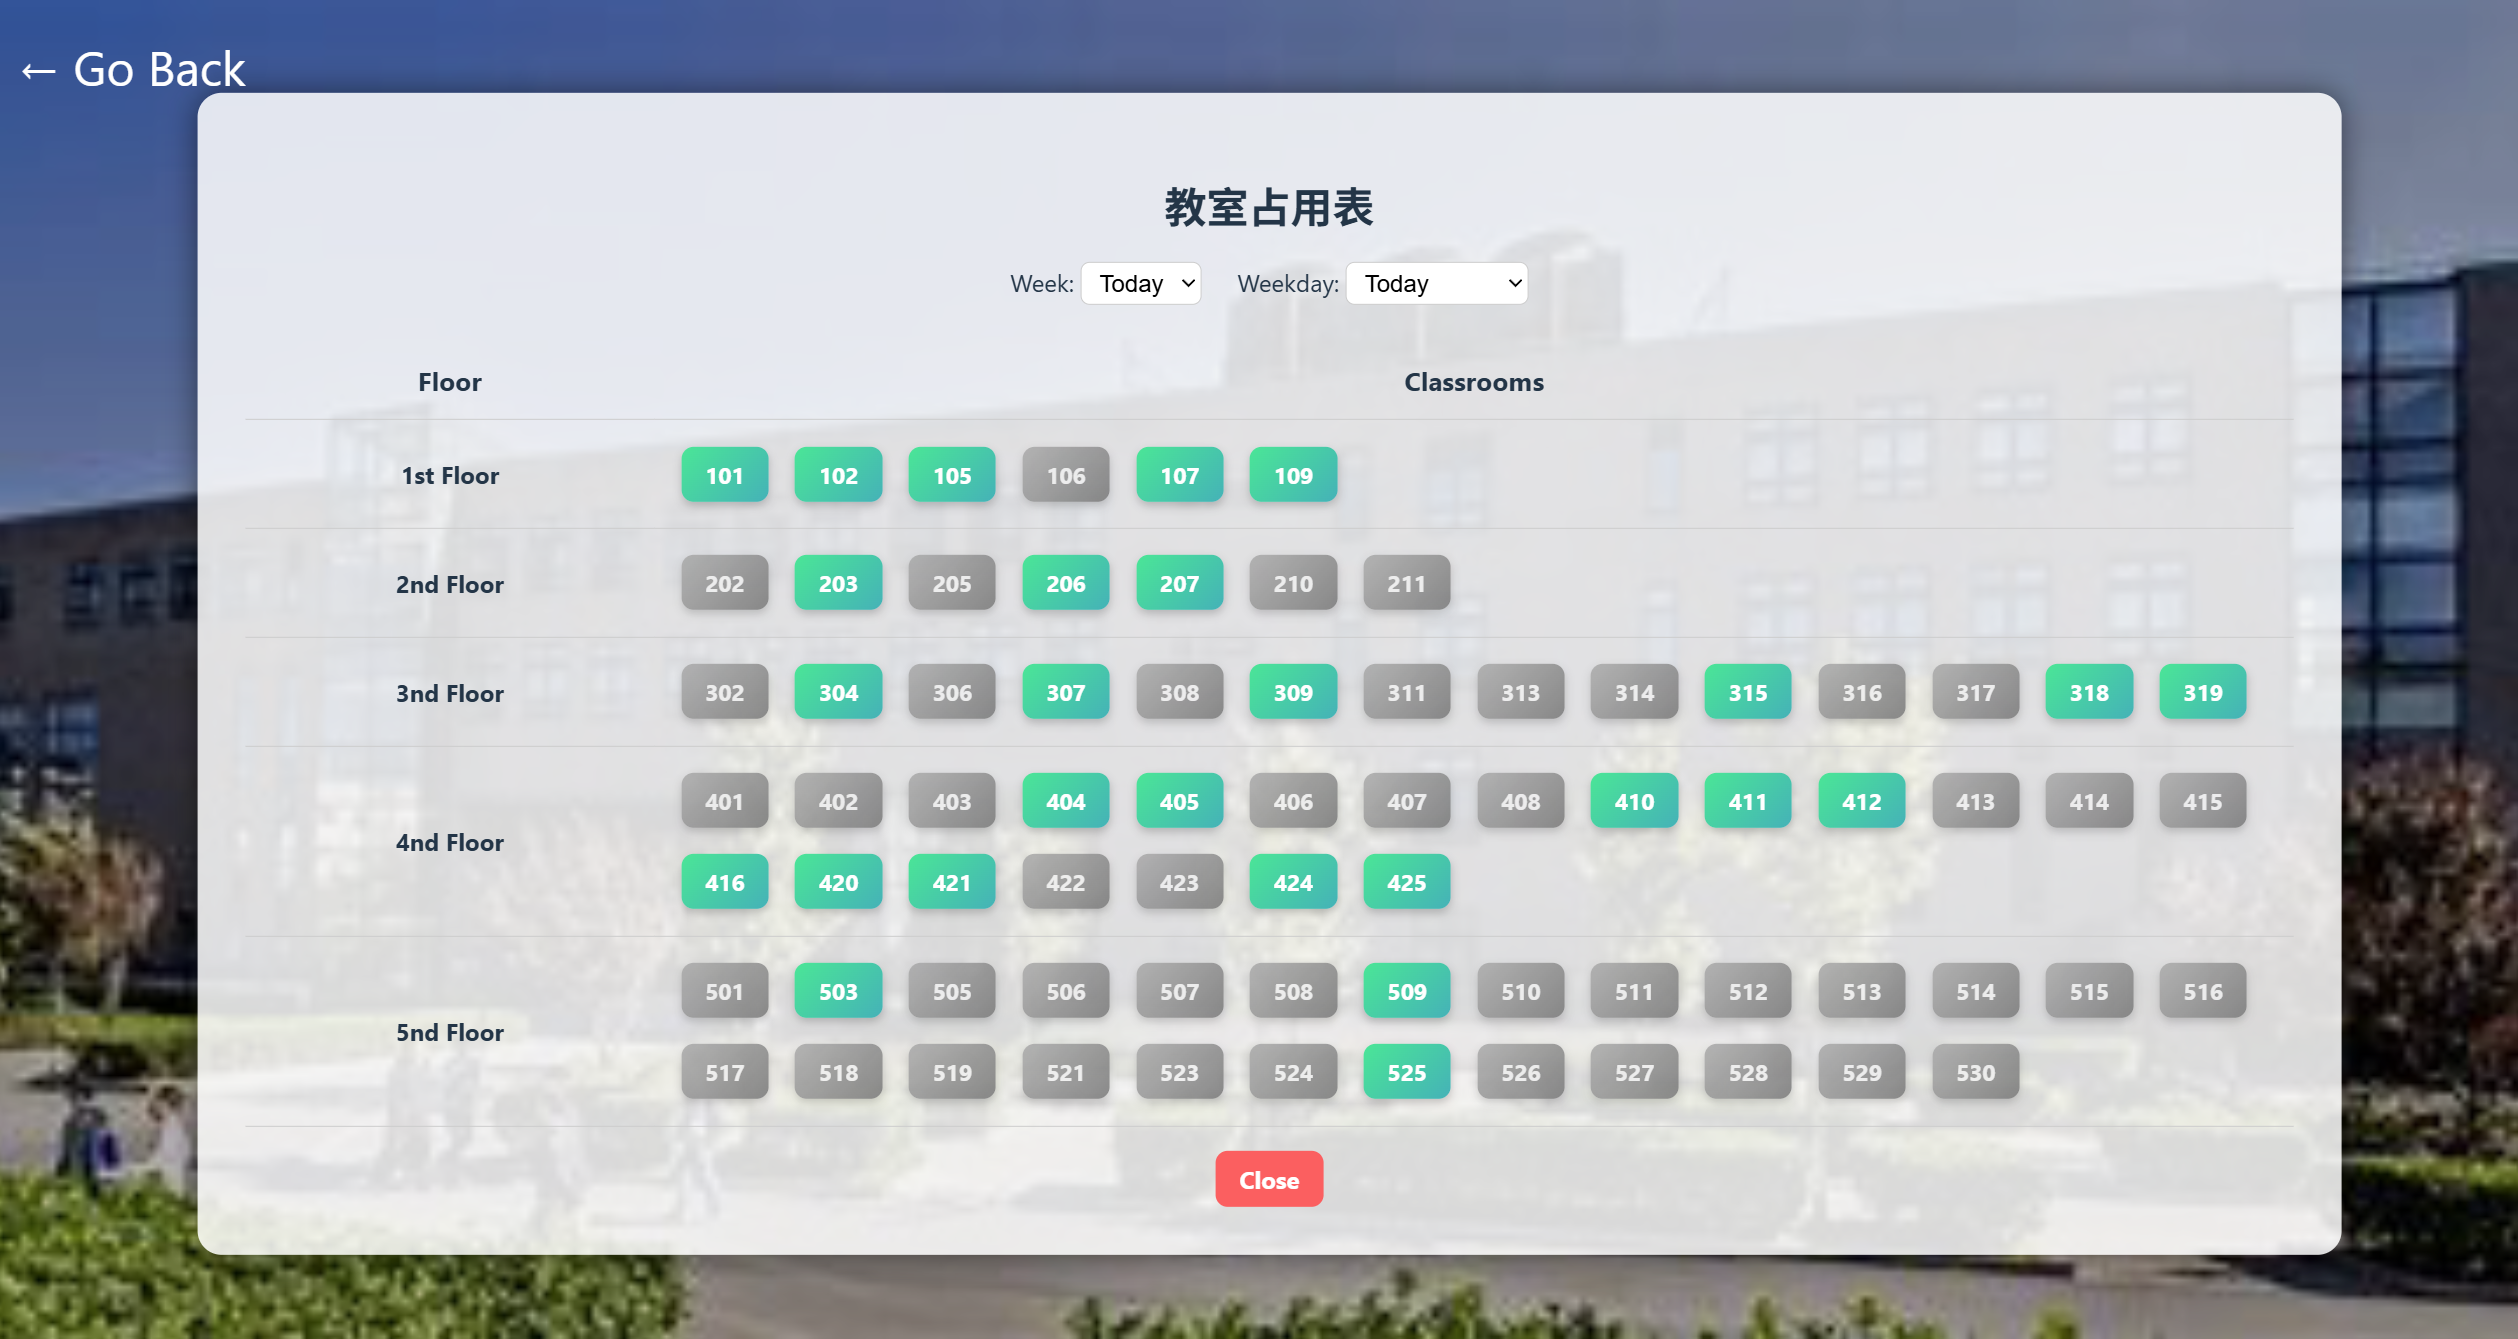 ← Go Back
教室占用表
Week: Today Weekday: Today
Floor Classrooms
1st Floor 101 102 105 106 107 109
2nd Floor 202 203 205 206 207 210 211
3nd Floor 302 304 306 307 308 309 311 313 314 315 316 317 318 319
4nd Floor 401 402 403 404 405 406 407 408 410 411 412 413 414 415
416 420 421 422 423 424 425
5nd Floor 501 503 505 506 507 508 509 510 511 512 513 514 515 516
517 518 519 521 523 524 525 526 527 528 529 530
Close